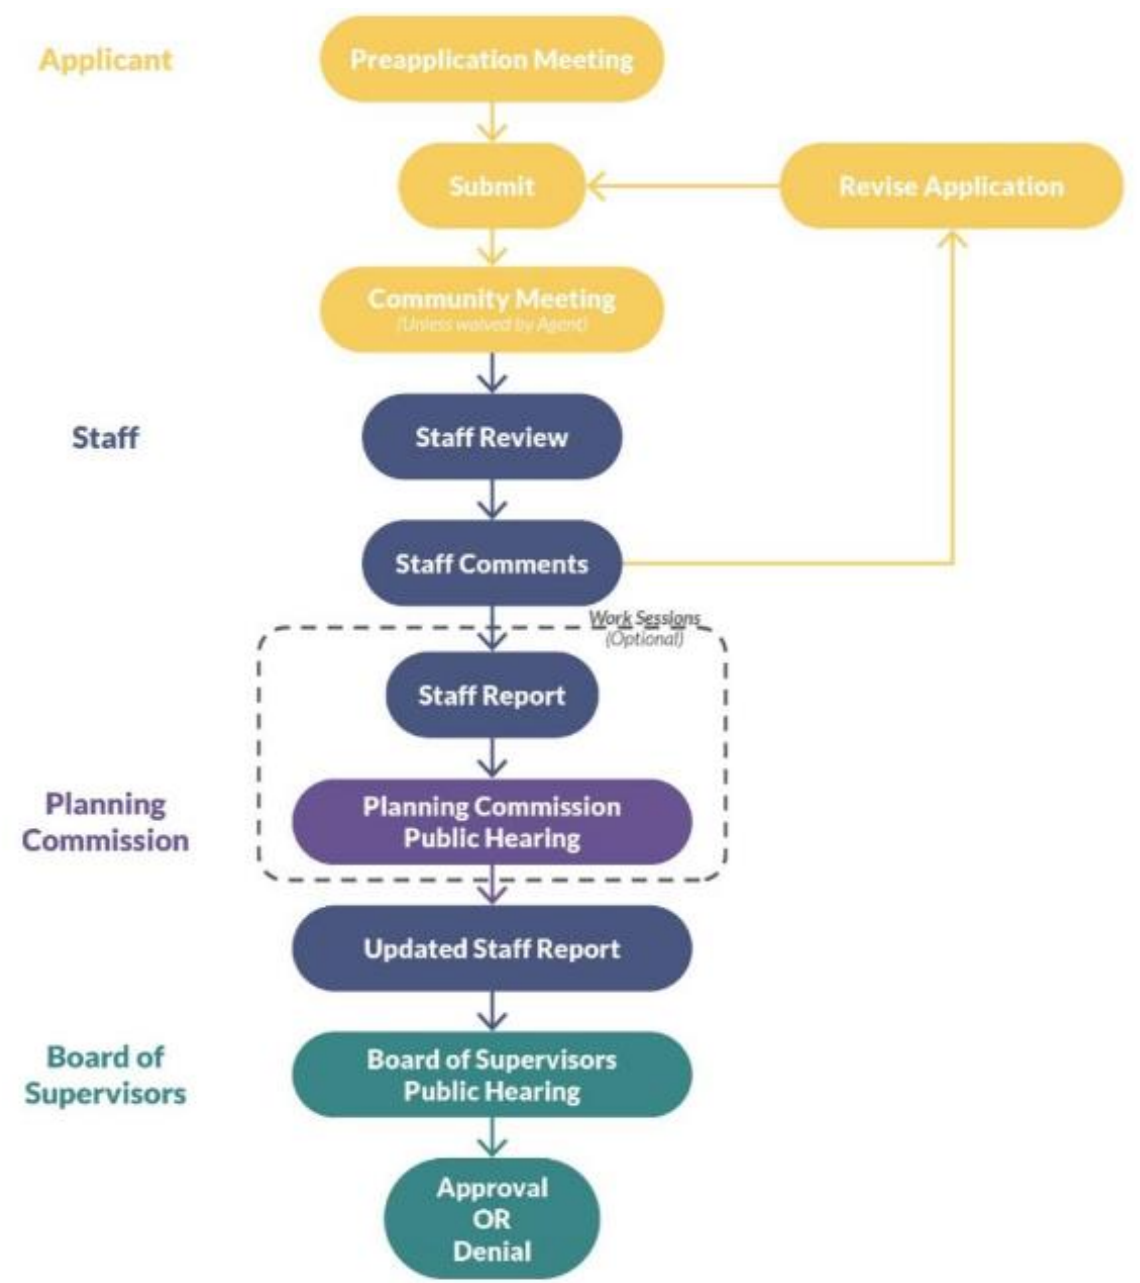 Applicant
Preapplication Meeting
Submit
Revise Application
Community Meeting
(Unless waived by Agent)
Staff
Staff Review
Staff Comments
Work Sessions
(Optional)
Staff Report
Planning
Commission
Planning Commission
Public Hearing
Updated Staff Report
Board of
Supervisors
Board of Supervisors
Public Hearing
Approval
OR
Denial